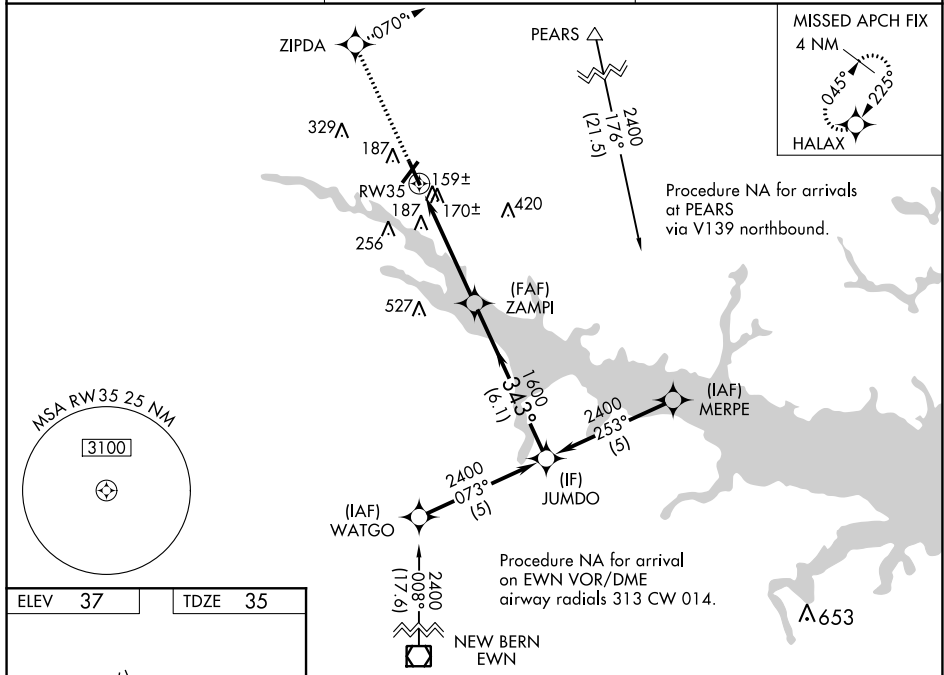 MISSED APCH FIX
4 NM
045°
225°
HALAX
ZIPDA
070°
PEARS
2400
176°
(21.5)
329
187
RW35
159±
170±
187
256
420
Procedure NA for arrivals
at PEARS
via V139 northbound.
527
(FAF)
ZAMPI
1600
343°
(6.1)
(IAF)
MERPE
2400
253°
(5)
(IF)
JUMDO
2400
073°
(5)
(IAF)
WATGO
MSA RW35 25 NM
3100
2400
008°
(17.6)
Procedure NA for arrival
on EWN VOR/DME
airway radials 313 CW 014.
653
NEW BERN
EWN
ELEV 37
TDZE 35